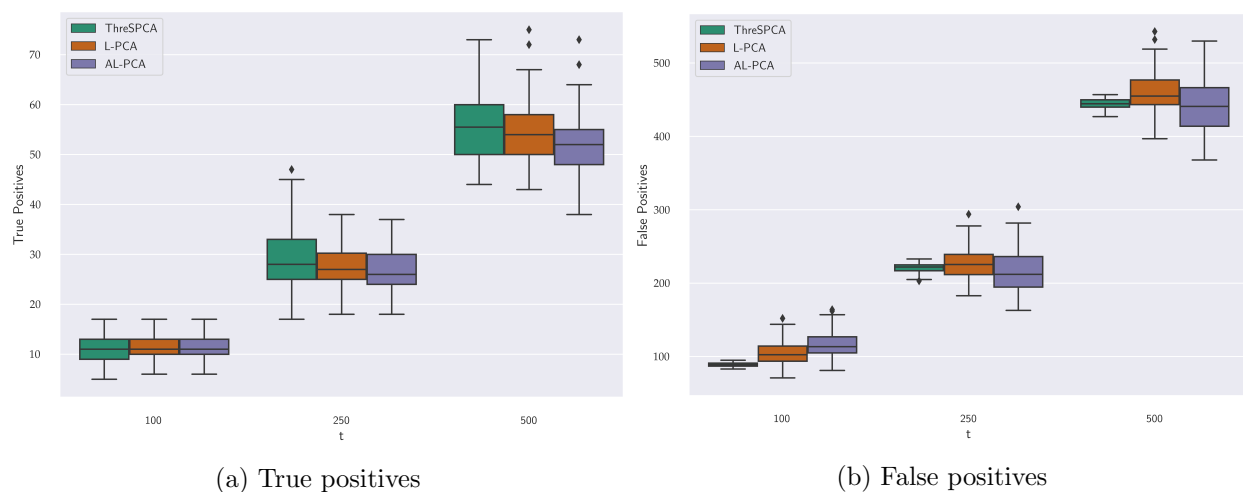 ThreSPCA
L-PCA
AL-PCA
70
60
50
40
30
20
10
True Positives
100
250
500
t
(a) True positives
ThreSPCA
L-PCA
AL-PCA
500
400
300
200
100
False Positives
100
250
500
t
(b) False positives